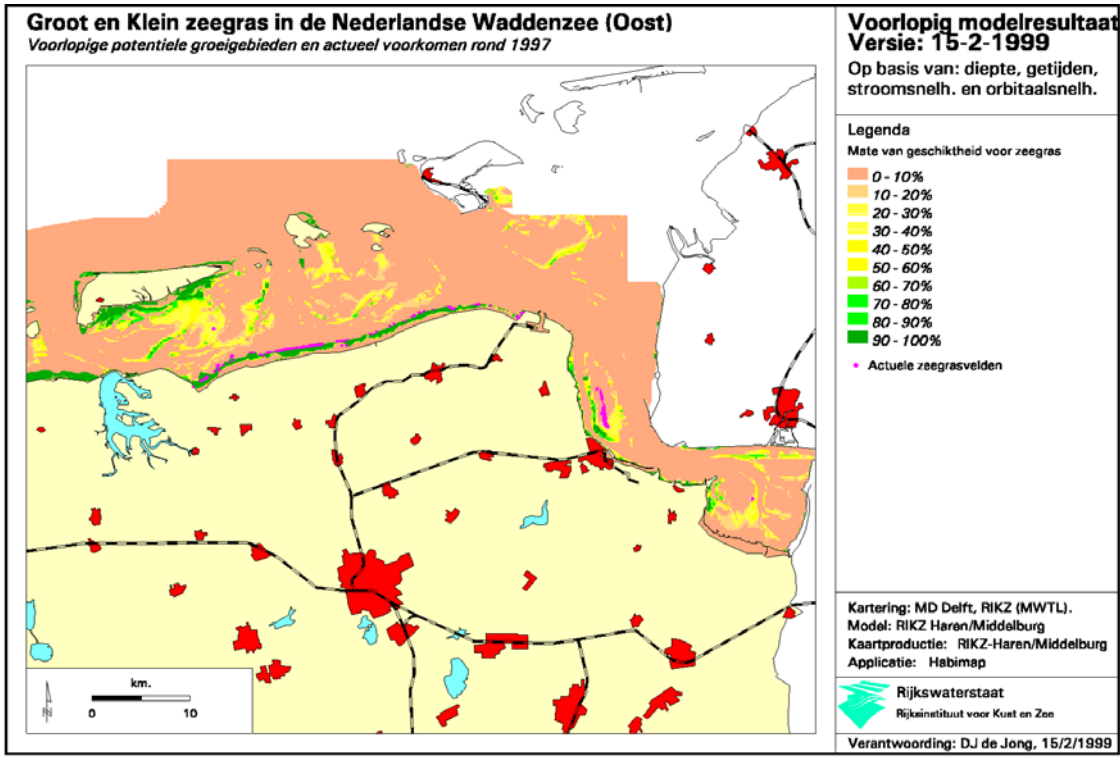 Groot en Klein zeegras in de Nederlandse Waddenzee (Oost)
Voorlopige potentiele groeigebieden en actueel voorkomen rond 1997
km.
0 10
Voorlopig modelresultaat
Versie: 15-2-1999
Op basis van: diepte, getijden,
stroomsnelh. en orbitaalsnelh.
Legenda
Mate van geschiktheid voor zeegras
0 - 10%
10 - 20%
20 - 30%
30 - 40%
40 - 50%
50 - 60%
60 - 70%
70 - 80%
80 - 90%
90 - 100%
Actuele zeegrasvelden
Kartering: MD Delft, RIKZ (MWTL).
Model: RIKZ Haren/Middelburg
Kaartproductie: RIKZ-Haren/Middelburg
Applicatie: Habimap
Rijkswaterstaat
Rijksinstituut voor Kust en Zee
Verantwoording: DJ de Jong, 15/2/1999